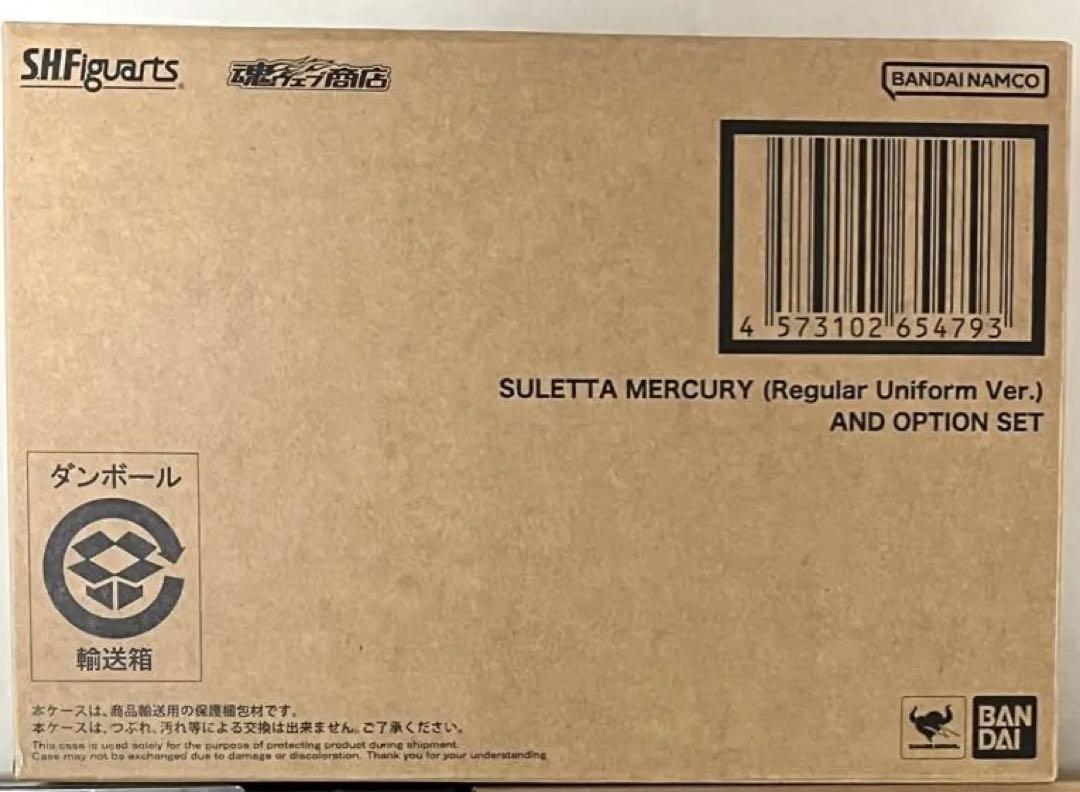 S.H.Figuarts
魂ウェブ商店
BANDAI NAMCO
4 573102 654793
SULETTA MERCURY (Regular Uniform Ver.)
AND OPTION SET
ダンボール
輸送箱
本ケースは、商品輸送用の保護梱包材です。
本ケースは、つぶれ、汚れ等による交換は出来ません。ご了承ください。
This case is used solely for the purpose of protecting product during shipment.
Case may not be exchanged due to damage or discoloration. Thank you for your understanding
BAN
DAI